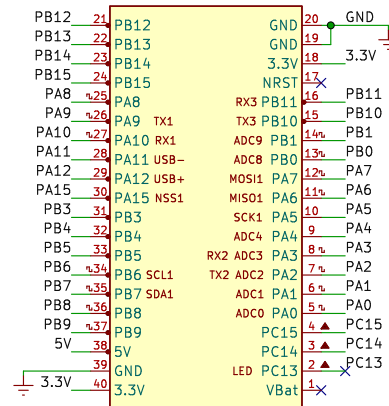 PB12 21 PB12 GND 20 GND
PB13 22 PB13 GND 19
PB14 23 PB14 3.3V 18 3.3V
PB15 24 PB15 NRST 17
PA8 25 PA8 RX3 PB11 16 PB11
PA9 26 PA9 TX1 TX3 PB10 15 PB10
PA10 27 PA10 RX1 ADC9 PB1 14 PB1
PA11 28 PA11 USB- ADC8 PB0 13 PB0
PA12 29 PA12 USB+ MOSI1 PA7 12 PA7
PA15 30 PA15 NSS1 MISO1 PA6 11 PA6
PB3 31 PB3 SCK1 PA5 10 PA5
PB4 32 PB4 ADC4 PA4 9 PA4
PB5 33 PB5 RX2 ADC3 PA3 8 PA3
PB6 34 PB6 SCL1 TX2 ADC2 PA2 7 PA2
PB7 35 PB7 SDA1 ADC1 PA1 6 PA1
PB8 36 PB8 ADC0 PA0 5 PA0
PB9 37 PB9 PC15 4 PC15
5V 38 5V PC14 3 PC14
39 GND LED PC13 2 PC13
3.3V 40 3.3V VBat 1